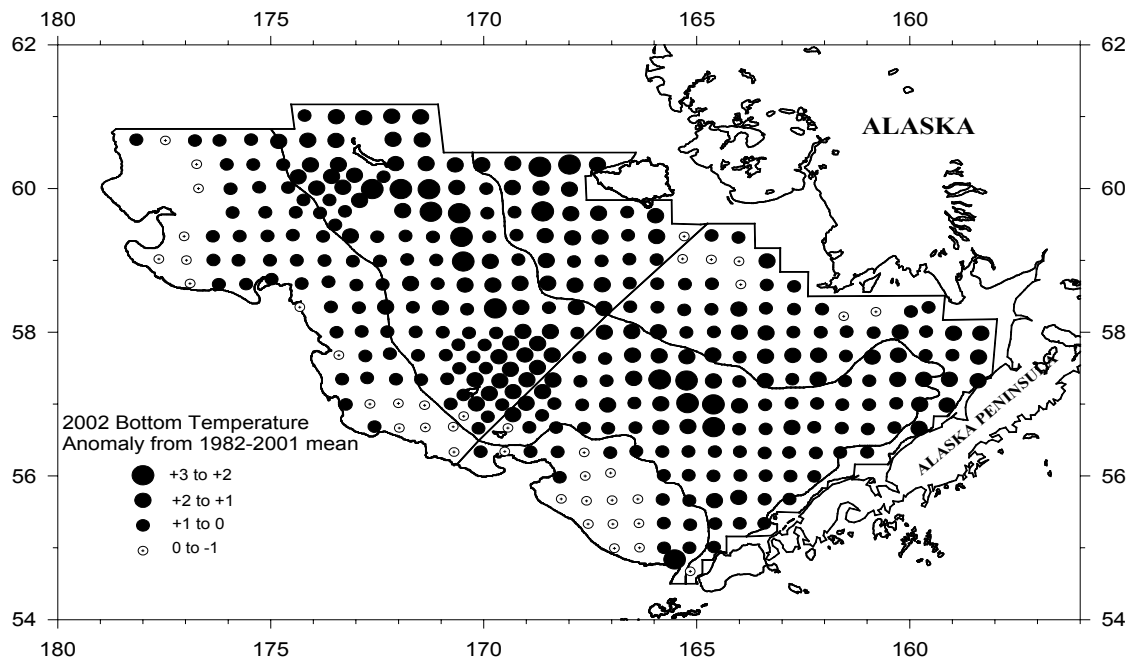 180 175 170 165 160
62 62
ALASKA
60 60
58 58
ALASKA PENINSULA
2002 Bottom Temperature
Anomaly from 1982-2001 mean
+3 to +2
+2 to +1
+1 to 0
0 to -1
56 56
54 54
180 175 170 165 160